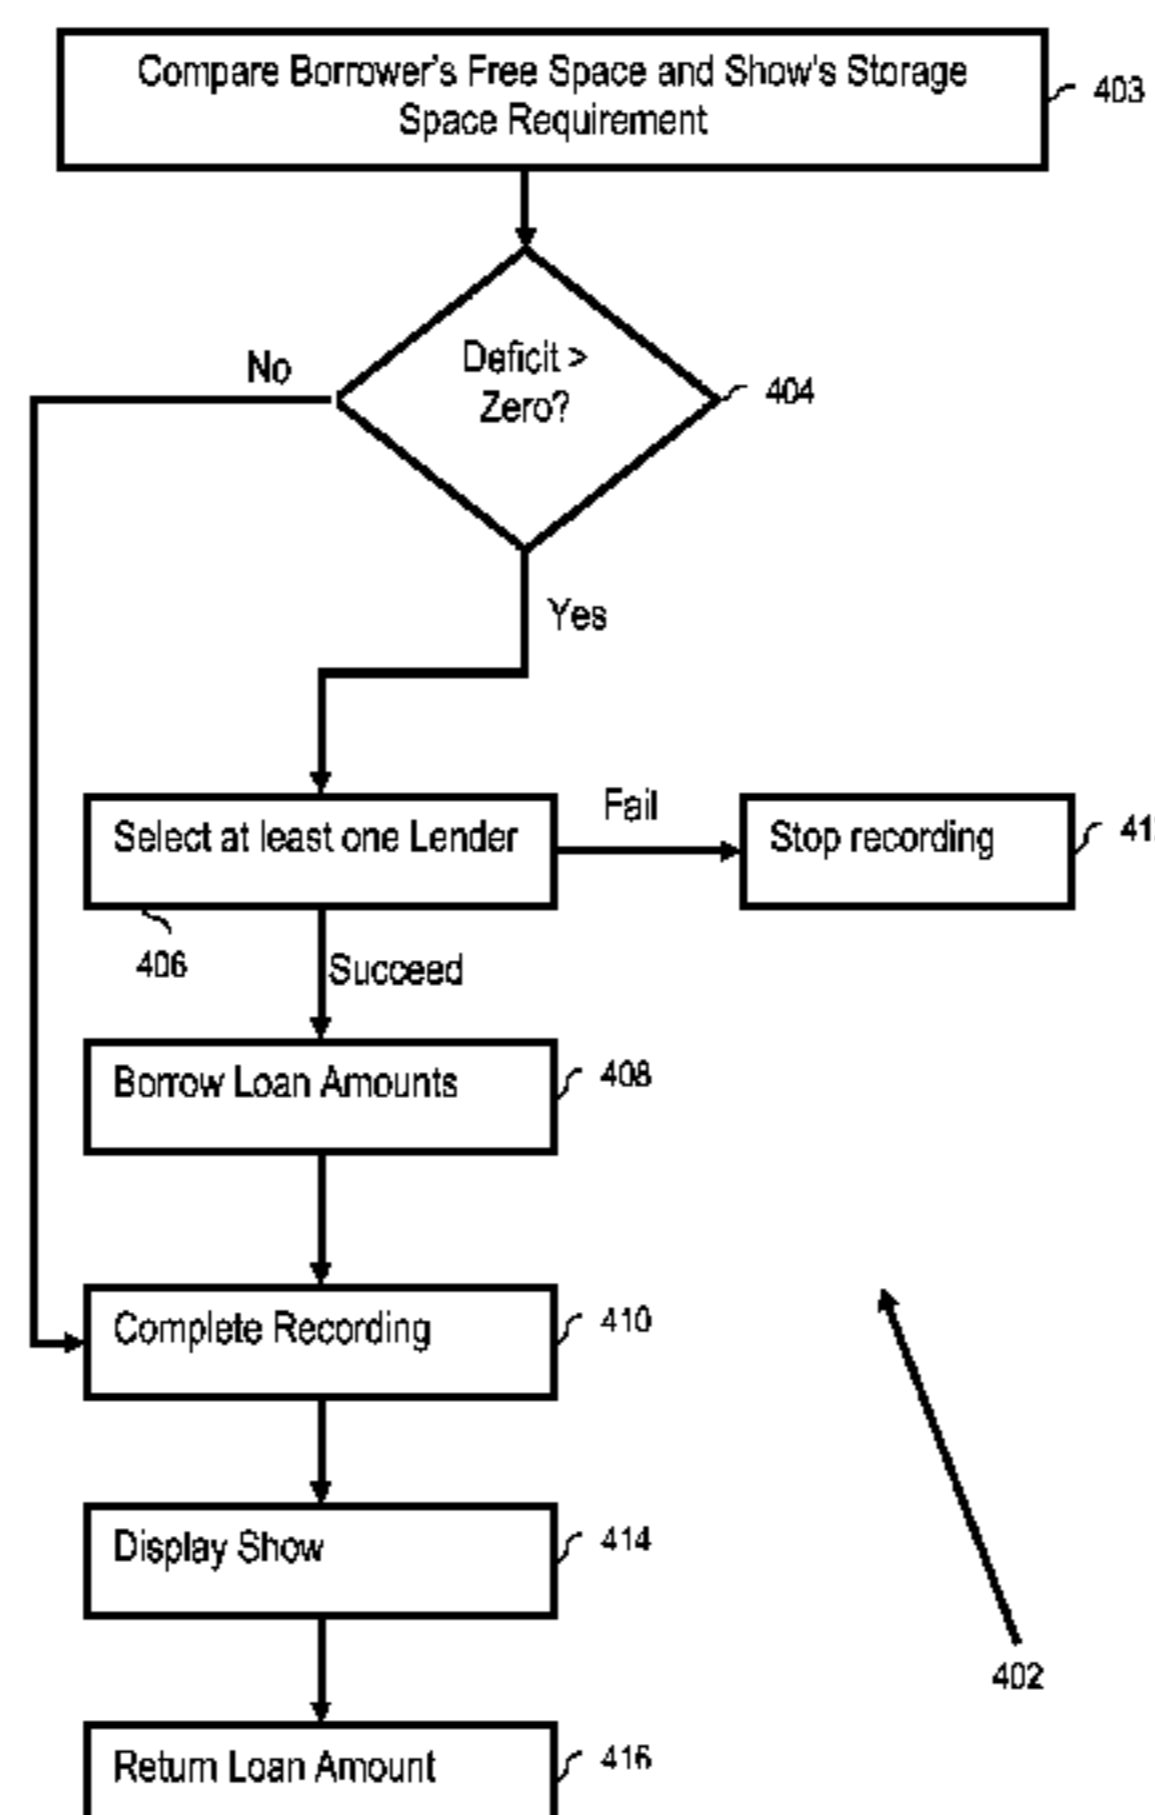 Compare Borrower's Free Space and Show's Storage
Space Requirement
403
Deficit >
Zero?
404
No
Yes
Select at least one Lender
406
Fail
Stop recording
41
Succeed
Borrow Loan Amounts
408
Complete Recording
410
Display Show
414
402
Return Loan Amount
416